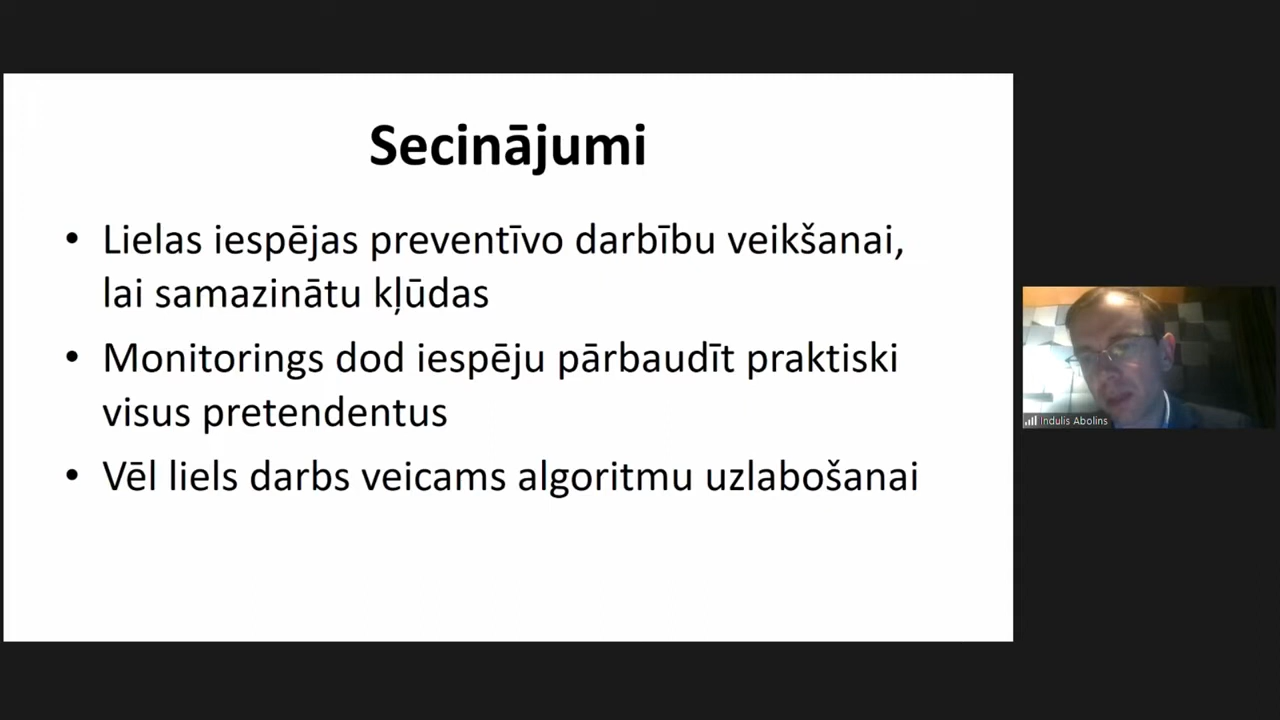 Secinājumi
• Lielas iespējas preventīvo darbību veikšanai,
lai samazinātu kļūdas
• Monitorings dod iespēju pārbaudīt praktiski
visus pretendentus
• Vēl liels darbs veicams algoritmu uzlabošanai
Indulis Abolins